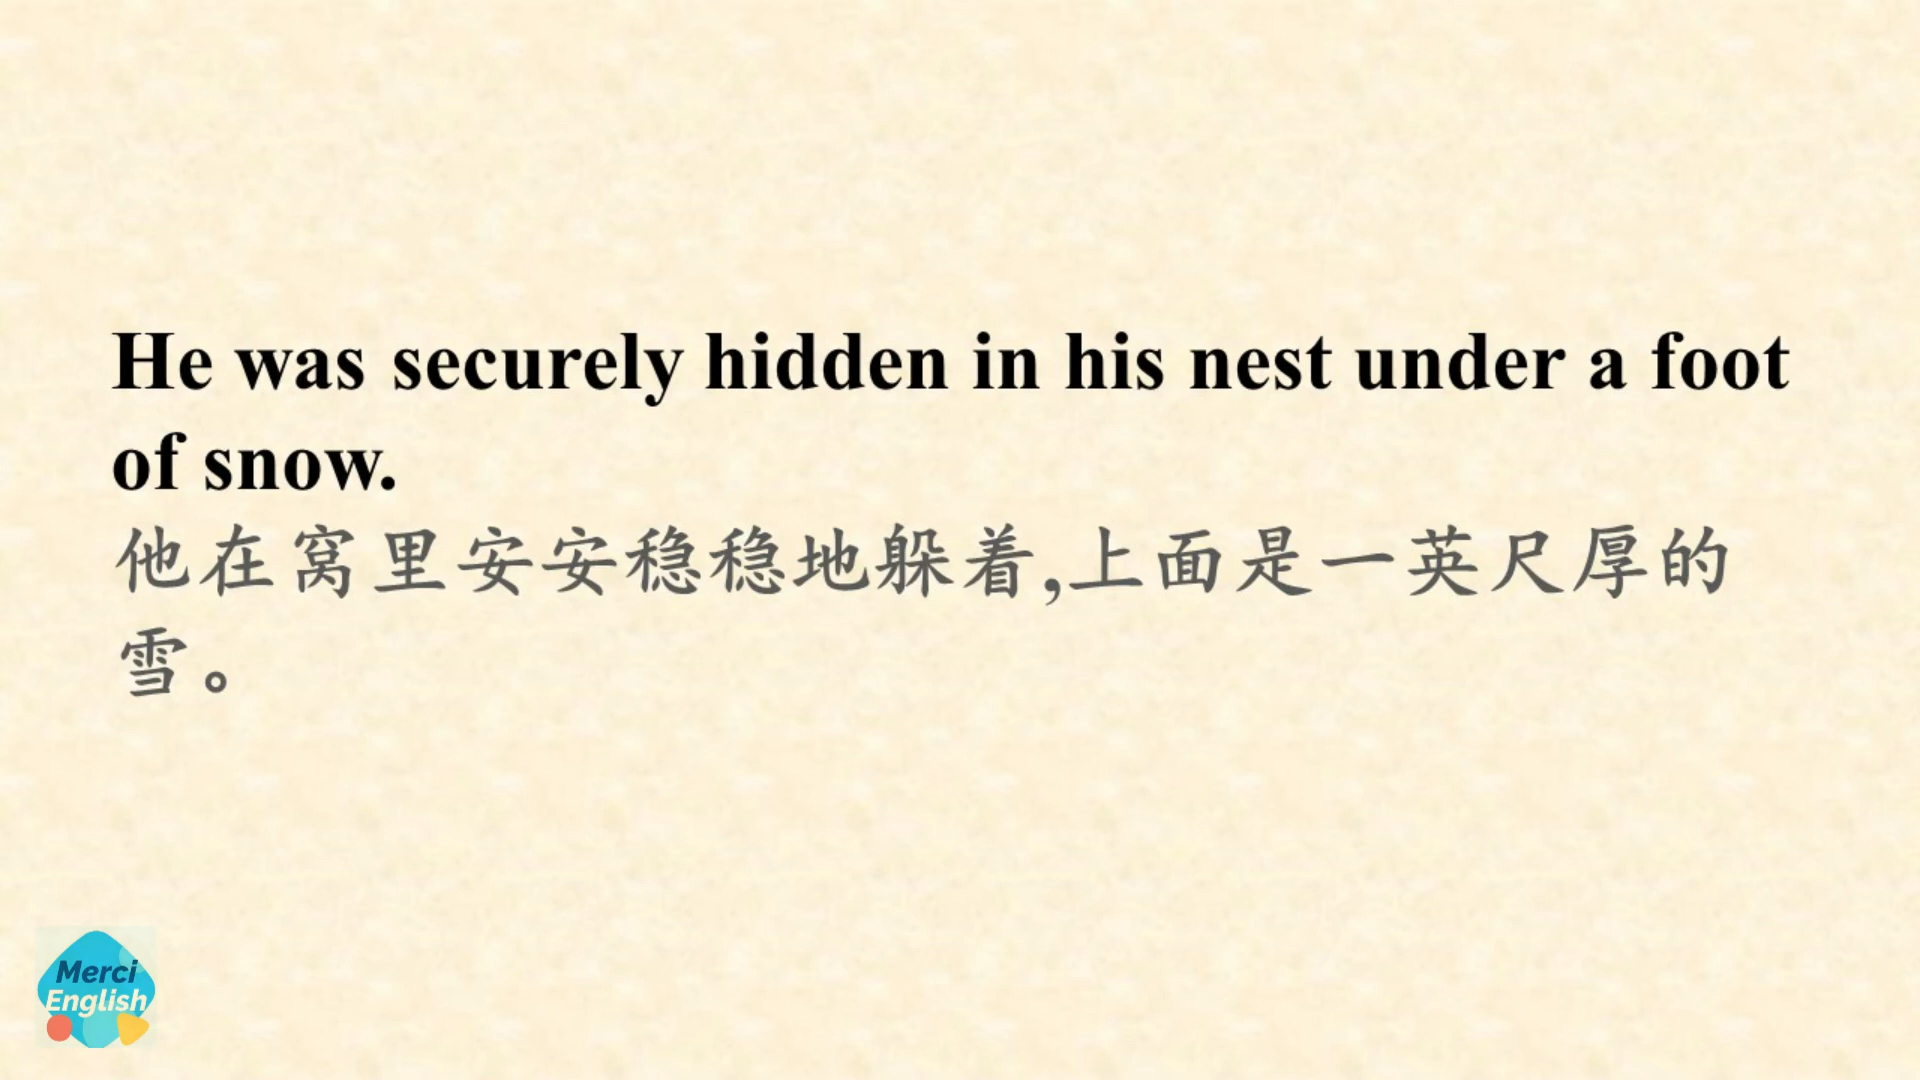 He was securely hidden in his nest under a foot
of snow.
他在窝里安安稳稳地躲着,上面是一英尺厚的
雪。
Merci
English